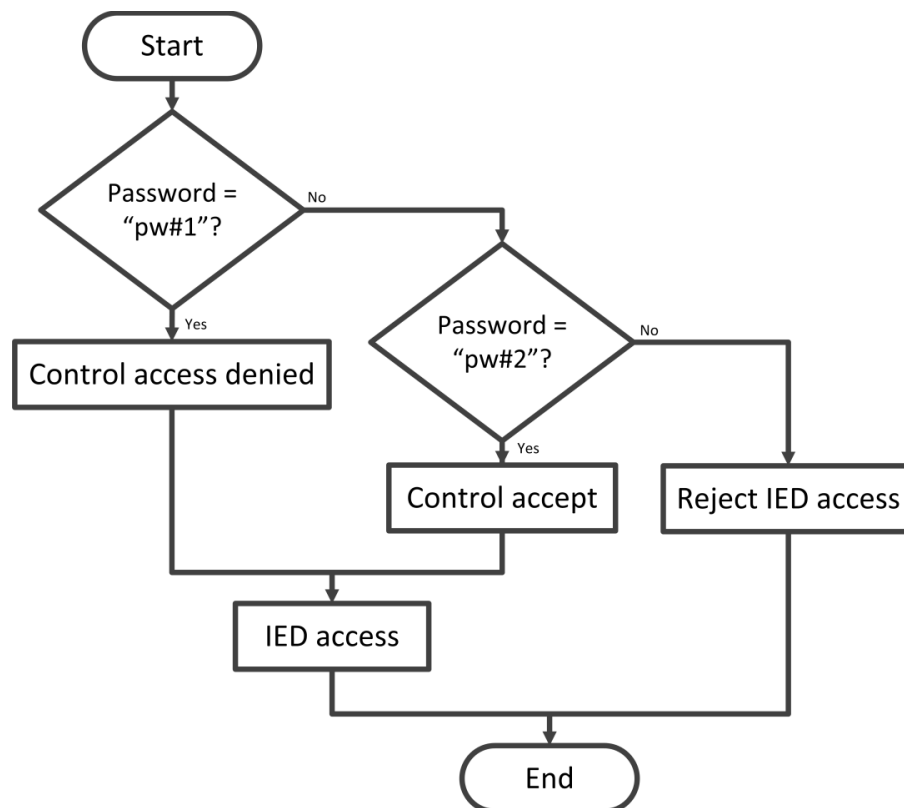 Start
Password =
“pw#1”?
No
Yes
Control access denied
Password =
“pw#2”?
No
Yes
Control accept
Reject IED access
IED access
End